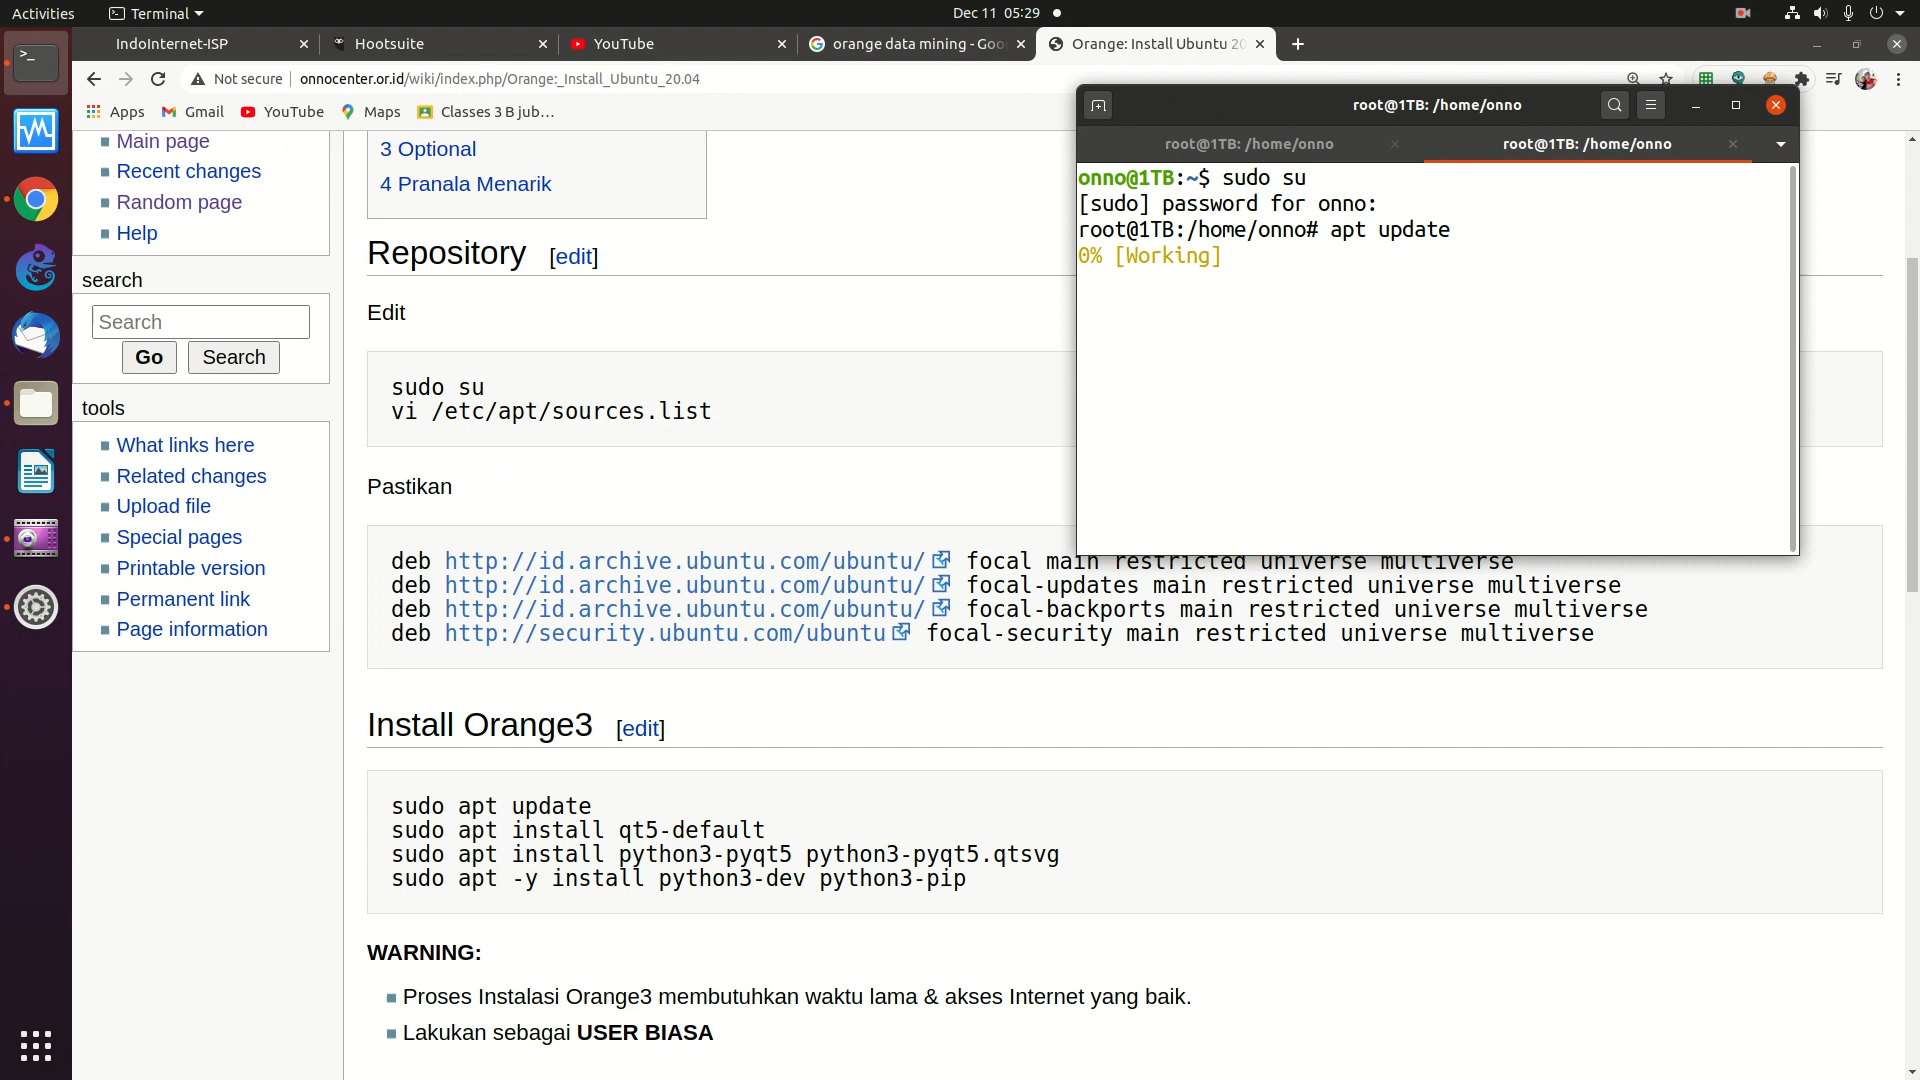 Activities
Terminal
Dec 11 05:29
IndoInternet-ISP
Hootsuite
YouTube
orange data mining - Goo
Orange: Install Ubuntu 20
Not secure
onnocenter.or.id/wiki/index.php/Orange:_Install_Ubuntu_20.04
Apps
Gmail
YouTube
Maps
Classes 3 B jub...
Main page
Recent changes
Random page
Help
search
Search
Go
Search
tools
What links here
Related changes
Upload file
Special pages
Printable version
Permanent link
Page information
3 Optional
4 Pranala Menarik
Repository [edit]
Edit
sudo su
vi /etc/apt/sources.list
Pastikan
deb http://id.archive.ubuntu.com/ubuntu/ focal main restricted universe multiverse
deb http://id.archive.ubuntu.com/ubuntu/ focal-updates main restricted universe multiverse
deb http://id.archive.ubuntu.com/ubuntu/ focal-backports main restricted universe multiverse
deb http://security.ubuntu.com/ubuntu focal-security main restricted universe multiverse
Install Orange3 [edit]
sudo apt update
sudo apt install qt5-default
sudo apt install python3-pyqt5 python3-pyqt5.qtsvg
sudo apt -y install python3-dev python3-pip
WARNING:
Proses Instalasi Orange3 membutuhkan waktu lama & akses Internet yang baik.
Lakukan sebagai USER BIASA
root@1TB: /home/onno
root@1TB: /home/onno
root@1TB: /home/onno
onno@1TB:~$ sudo su
[sudo] password for onno:
root@1TB:/home/onno# apt update
0% [Working]